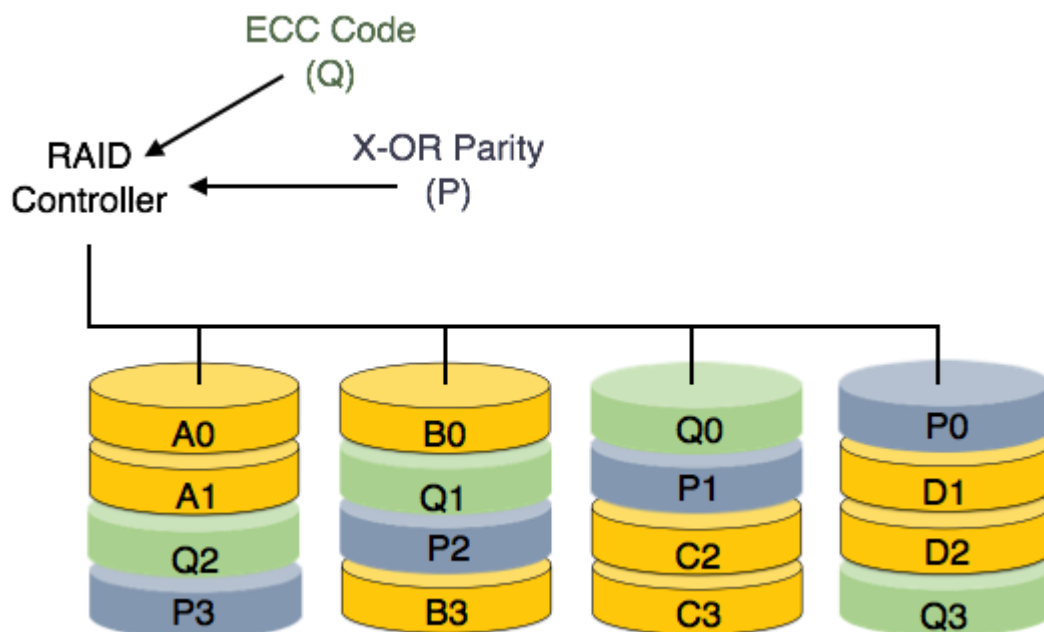 ECC Code
(Q)
RAID
Controller
X-OR Parity
(P)
A0
B0
Q0
P0
A1
Q1
P1
D1
Q2
P2
C2
D2
P3
B3
C3
Q3